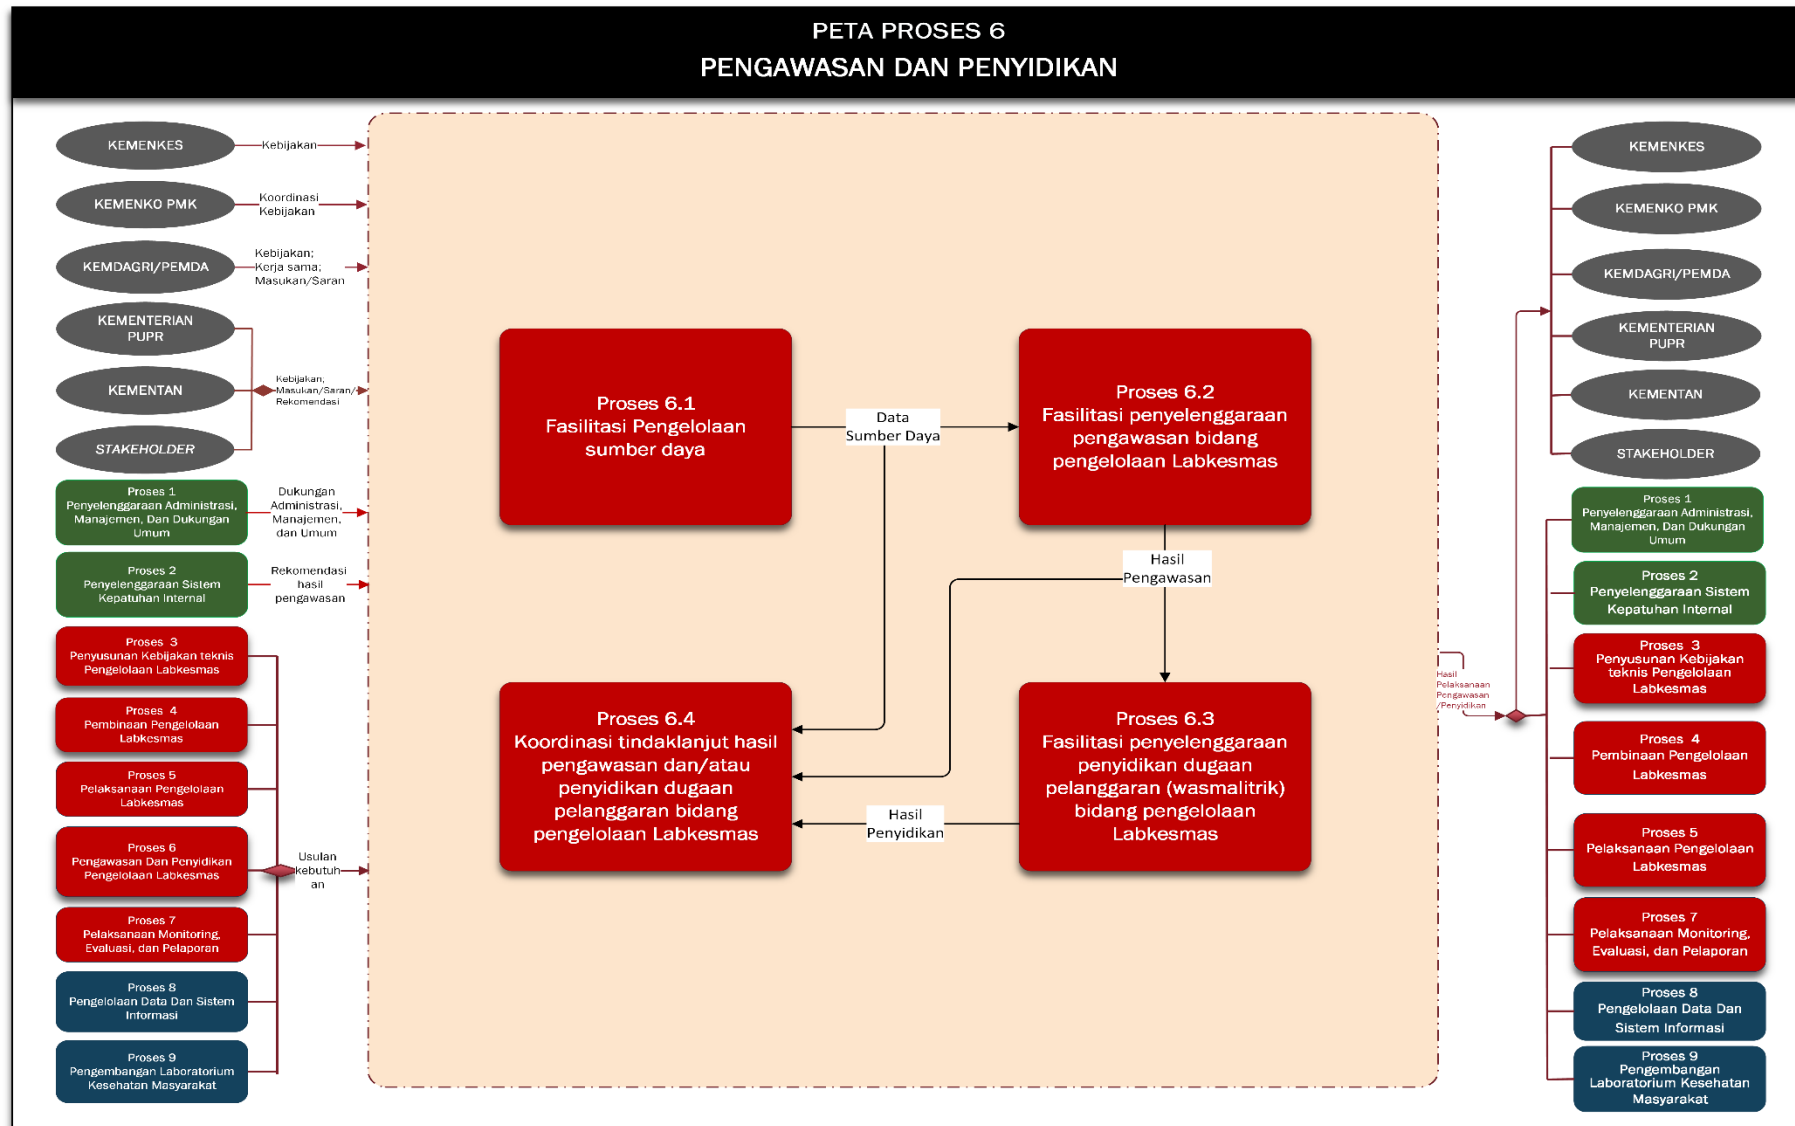 PETA PROSES 6
PENGAWASAN DAN PENYIDIKAN
KEMENKES
Kebijakan
KEMENKO PMK
Koordinasi
Kebijakan
KEMDAGRI/PEMDA
Kebijakan;
Kerja sama;
Masukan/Saran
KEMENTERIAN
PUPR
KEMENTAN
Kebijakan;
Masukan/Saran/
Rekomendasi
STAKEHOLDER
Proses 1
Penyelenggaraan Administrasi,
Manajemen, Dan Dukungan
Umum
Dukungan
Administrasi,
Manajemen,
dan Umum
Proses 2
Penyelenggaraan Sistem
Kepatuhan Internal
Rekomendasi
hasil
pengawasan
Proses 3
Penyusunan Kebijakan teknis
Pengelolaan Labkesmas
Proses 4
Pembinaan Pengelolaan
Labkesmas
Proses 5
Pelaksanaan Pengelolaan
Labkesmas
Proses 6
Pengawasan Dan Penyidikan
Pengelolaan Labkesmas
Usulan
kebutuh
an
Proses 7
Pelaksanaan Monitoring,
Evaluasi, dan Pelaporan
Proses 8
Pengelolaan Data Dan Sistem
Informasi
Proses 9
Pengembangan Laboratorium
Kesehatan Masyarakat
Proses 6.1
Fasilitasi Pengelolaan
sumber daya
Data
Sumber Daya
Proses 6.2
Fasilitasi penyelenggaraan
pengawasan bidang
pengelolaan Labkesmas
Hasil
Pengawasan
Proses 6.4
Koordinasi tindaklanjut hasil
pengawasan dan/atau
penyidikan dugaan
pelanggaran bidang
pengelolaan Labkesmas
Hasil
Penyidikan
Proses 6.3
Fasilitasi penyelenggaraan
penyidikan dugaan
pelanggaran (wasmalitrik)
bidang pengelolaan
Labkesmas
Hasil
Pelaksanaan
Pengawasan
/Penyidikan
KEMENKES
KEMENKO PMK
KEMDAGRI/PEMDA
KEMENTERIAN
PUPR
KEMENTAN
STAKEHOLDER
Proses 1
Penyelenggaraan Administrasi,
Manajemen, Dan Dukungan
Umum
Proses 2
Penyelenggaraan Sistem
Kepatuhan Internal
Proses 3
Penyusunan Kebijakan
teknis Pengelolaan
Labkesmas
Proses 4
Pembinaan Pengelolaan
Labkesmas
Proses 5
Pelaksanaan Pengelolaan
Labkesmas
Proses 7
Pelaksanaan Monitoring,
Evaluasi, dan Pelaporan
Proses 8
Pengelolaan Data Dan
Sistem Informasi
Proses 9
Pengembangan
Laboratorium Kesehatan
Masyarakat